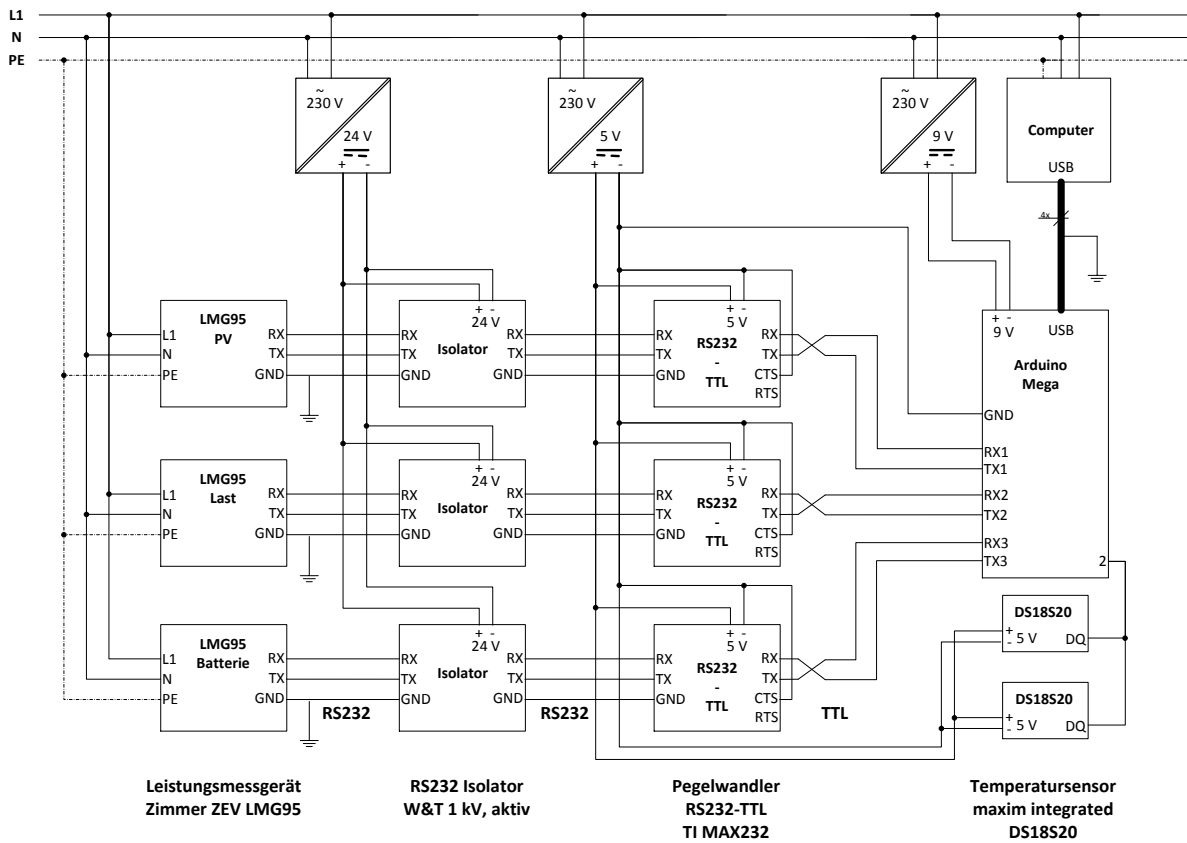 L1
N
PE
~
230 V
24 V
+ -
~
230 V
5 V
+ -
~
230 V
9 V
+ -
Computer
USB
4x
LMG95
PV
L1
N
PE
RX
TX
GND
+ -
24 V
Isolator
RX
TX
GND
RX
TX
GND
+ -
5 V
RS232
-
TTL
RX
TX
GND
RX
TX
CTS
RTS
+ -
9 V
USB
Arduino
Mega
GND
RX1
TX1
RX2
TX2
RX3
TX3
2
LMG95
Last
L1
N
PE
RX
TX
GND
+ -
24 V
Isolator
RX
TX
GND
RX
TX
GND
+ -
5 V
RS232
-
TTL
RX
TX
GND
RX
TX
CTS
RTS
LMG95
Batterie
L1
N
PE
RX
TX
GND
RS232
+ -
24 V
Isolator
RX
TX
GND
RX
TX
GND
RS232
+ -
5 V
RS232
-
TTL
RX
TX
GND
RX
TX
CTS
RTS
TTL
DS18S20
+
- 5 V
DQ
DS18S20
+
- 5 V
DQ
Leistungsmessgerät
Zimmer ZEV LMG95
RS232 Isolator
W&T 1 kV, aktiv
Pegelwandler
RS232-TTL
TI MAX232
Temperatursensor
maxim integrated
DS18S20